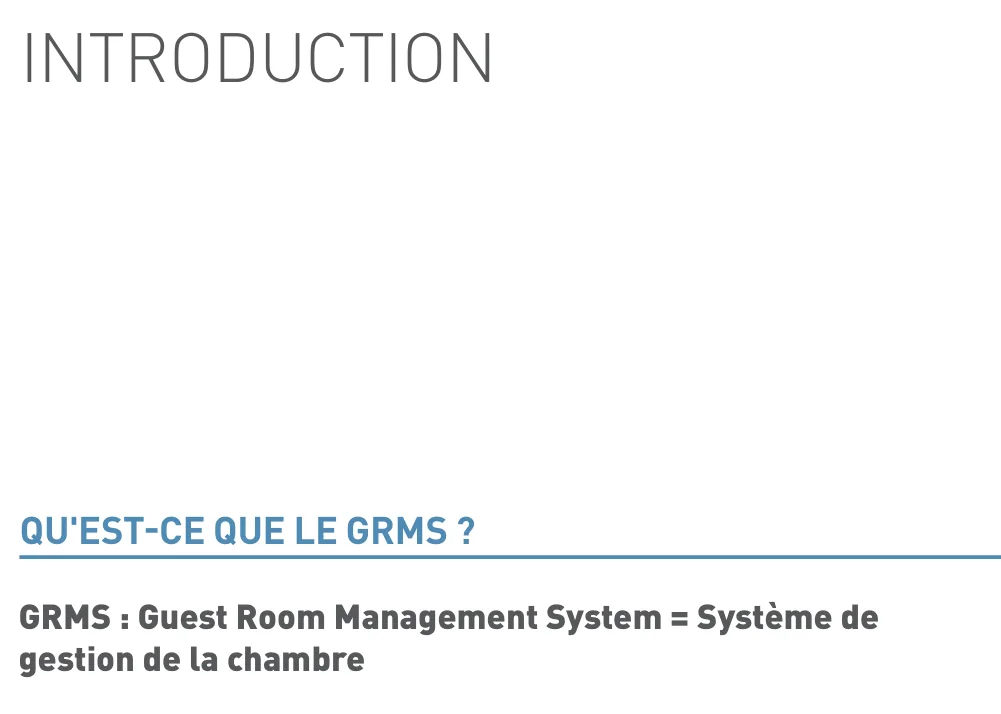 INTRODUCTION
QU'EST-CE QUE LE GRMS ?
GRMS : Guest Room Management System = Système de
gestion de la chambre